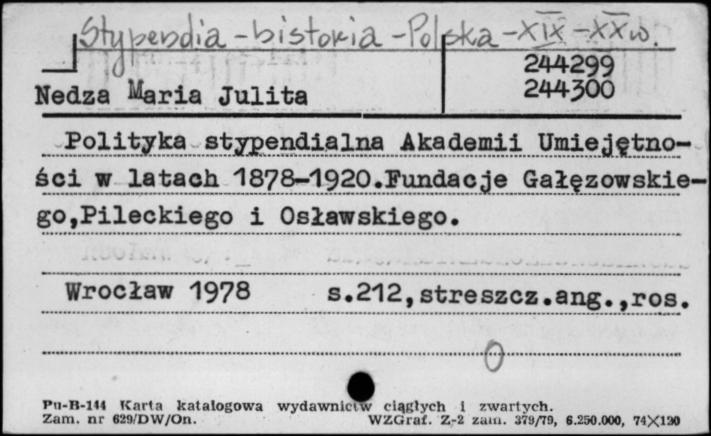 Stypendia - historia - Polska - XIX - XX w.
244299
Nedza Maria Julita 244300
Polityka stypendialna Akademii Umiejętno-
ści w latach 1878-1920.Fundacje Gałęzowskie-
go,Pileckiego i Osławskiego.
Wrocław 1978 s.212,streszcz.ang.,ros.
Pu-B-144 Karta katalogowa wydawnictw ciągłych i zwartych.
Zam. nr 629/DW/On. WZGraf. Z-2 zam. 379/79, 6.250.000, 74X120